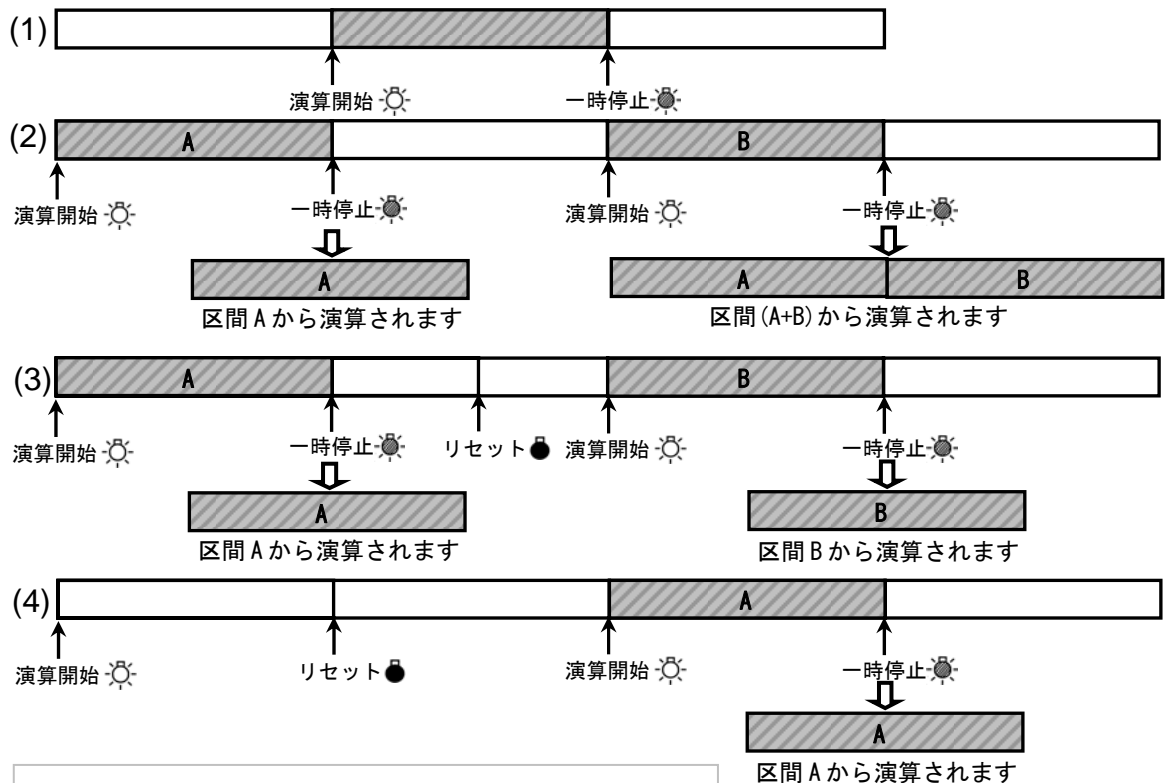 (1)
演算開始 一時停止
(2) A B
演算開始 一時停止 演算開始 一時停止
A A B
区間Aから演算されます 区間(A+B)から演算されます
(3) A B
演算開始 一時停止 リセット 演算開始 一時停止
A B
区間Aから演算されます 区間Bから演算されます
(4) A
演算開始 リセット 演算開始 一時停止
A
区間Aから演算されます